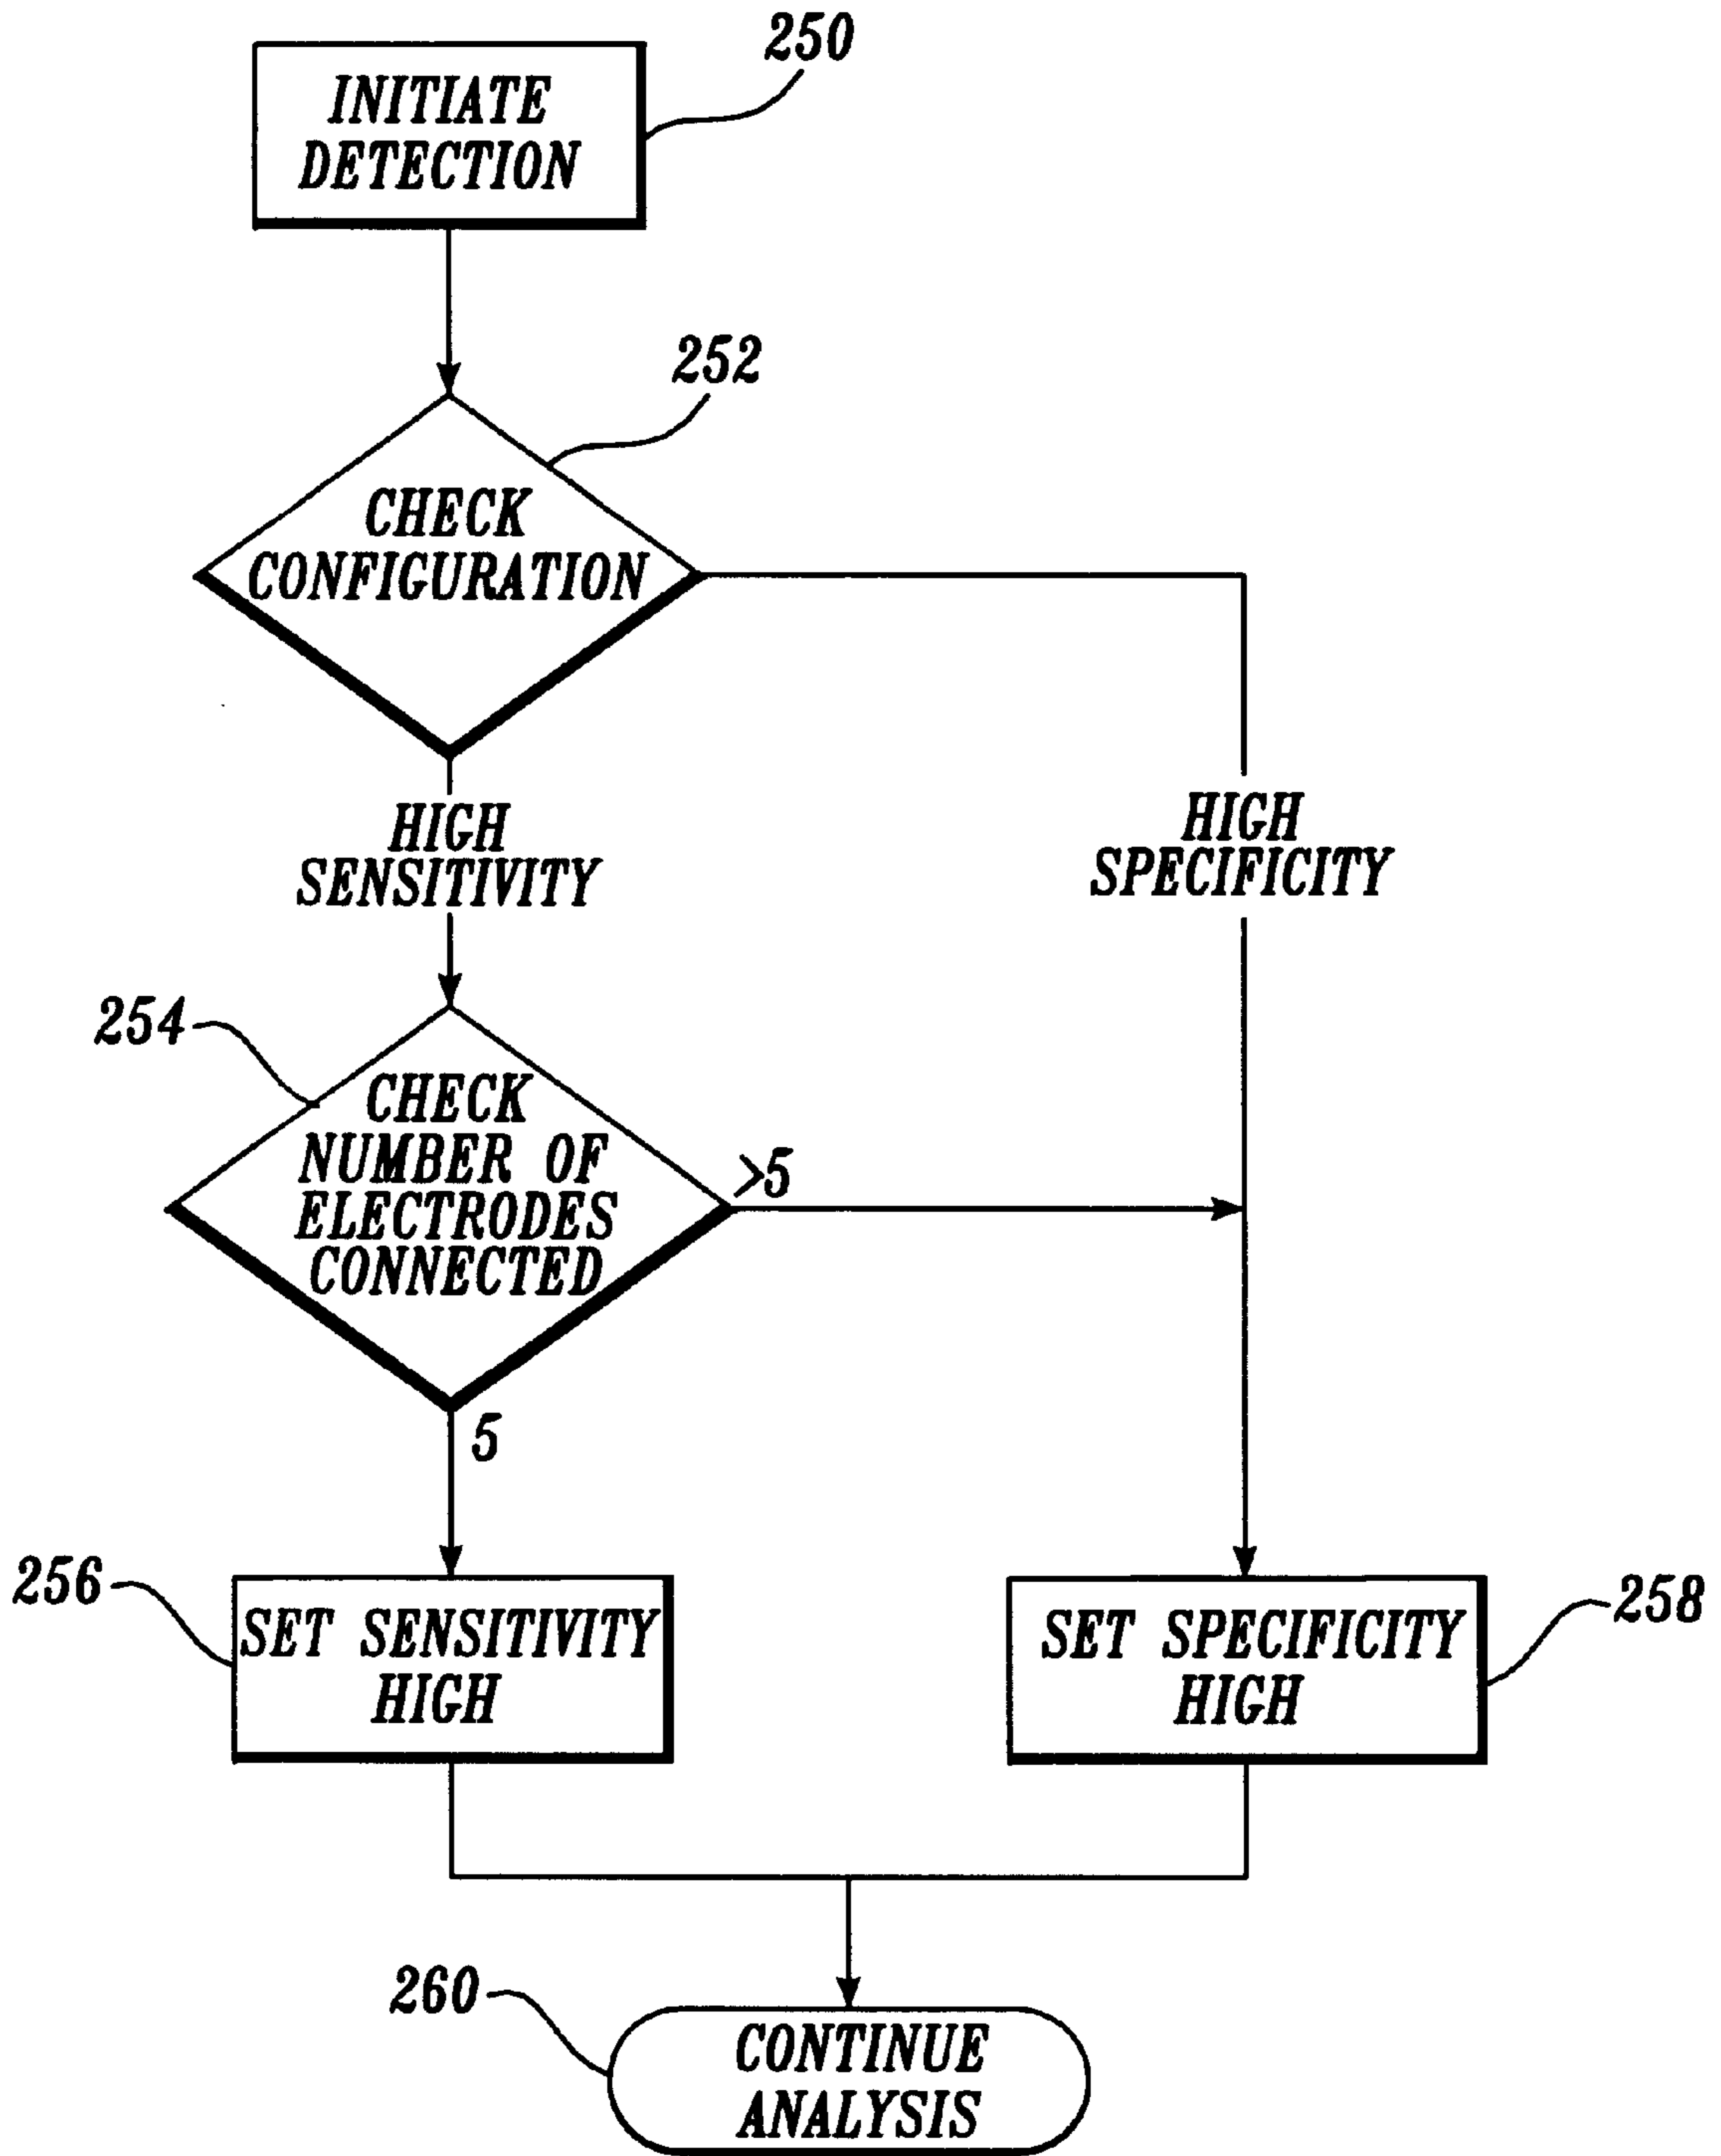 250
INITIATE
DETECTION
252
CHECK
CONFIGURATION
HIGH
SENSITIVITY
HIGH
SPECIFICITY
254
CHECK
NUMBER OF
ELECTRODES
CONNECTED
>5
5
256
SET SENSITIVITY
HIGH
SET SPECIFICITY
HIGH
258
260
CONTINUE
ANALYSIS